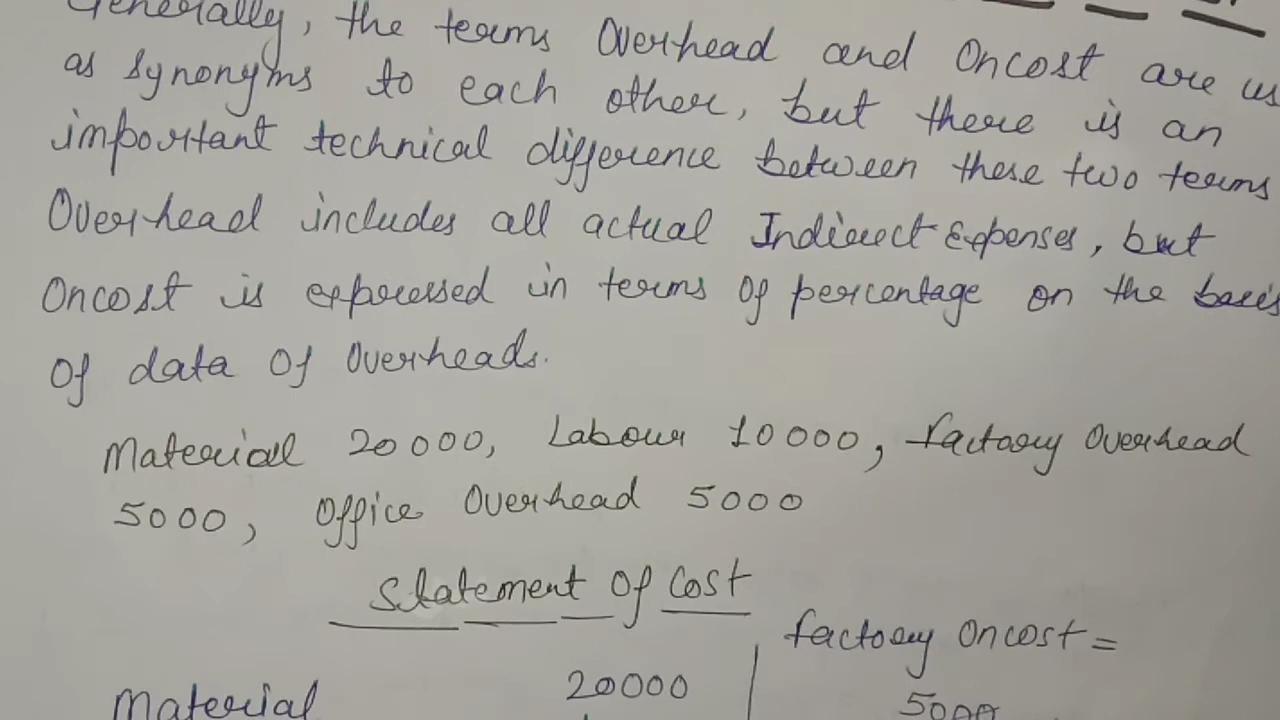 Generally, the terms Overhead and Oncost are us
as synonyms to each other, but there is an
important technical difference between these two terms
Overhead includes all actual Indirect Expenses, but
Oncost is expressed in terms of percentage on the basis
of data of Overheads.
Material 20000, Labour 10000, factory Overhead
5000, Office Overhead 5000
Statement of Cost
factory Oncost =
Material 20000
5000